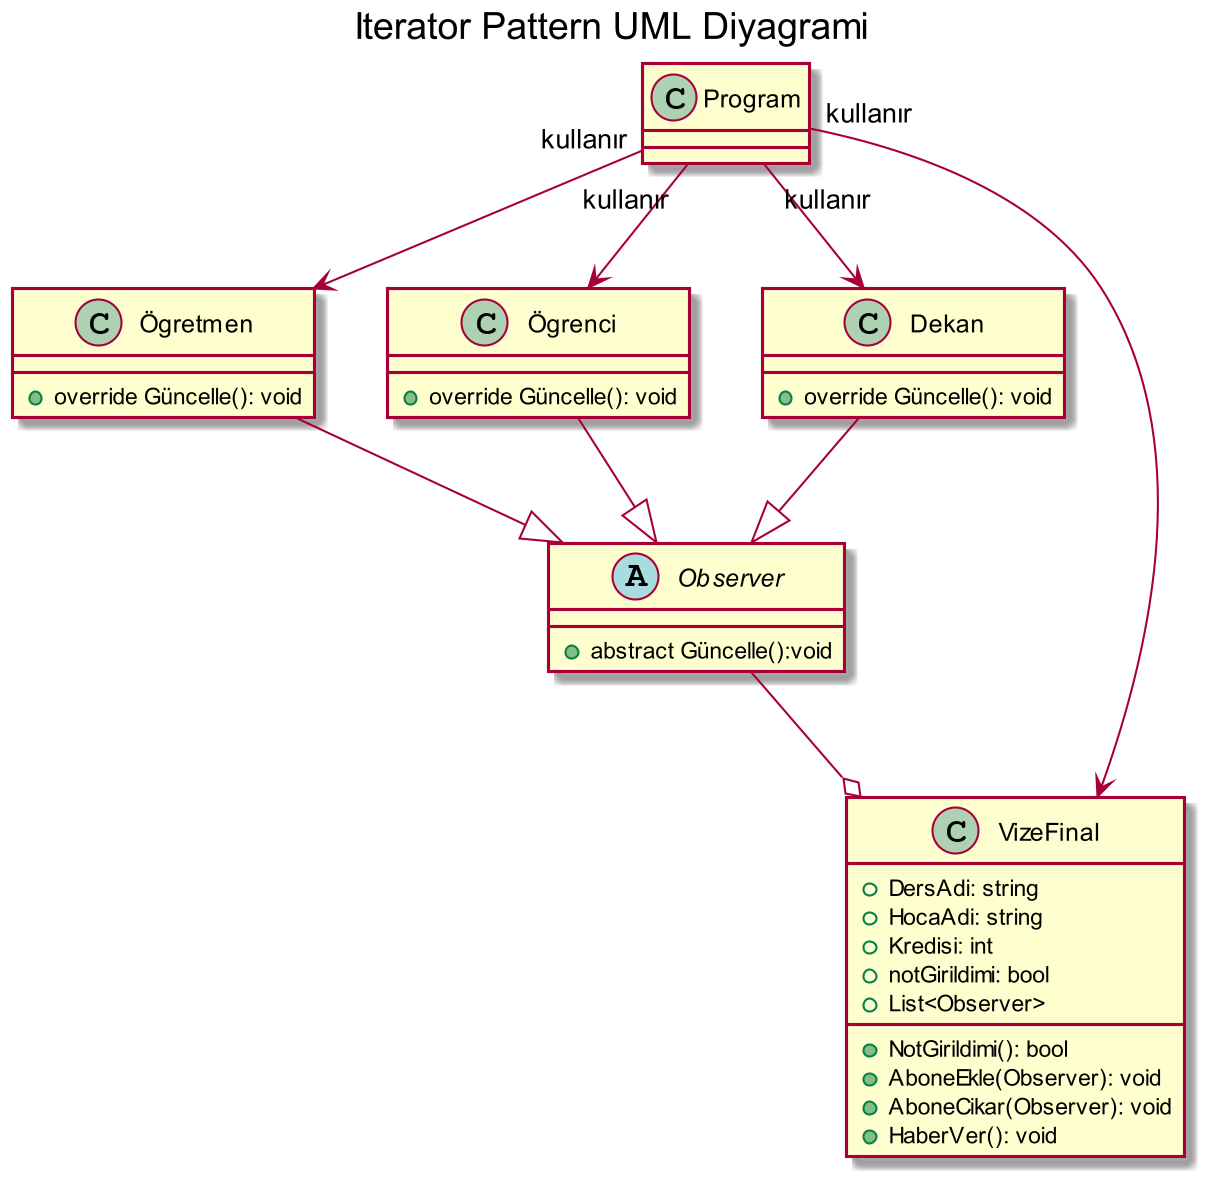 Iterator Pattern UML Diyagrami
C Program
kullanır
kullanır
kullanır
kullanır
C Ögretmen
override Güncelle(): void
C Ögrenci
override Güncelle(): void
C Dekan
override Güncelle(): void
A Observer
abstract Güncelle():void
C VizeFinal
DersAdi: string
HocaAdi: string
Kredisi: int
notGirildimi: bool
List<Observer>
NotGirildimi(): bool
AboneEkle(Observer): void
AboneCikar(Observer): void
HaberVer(): void